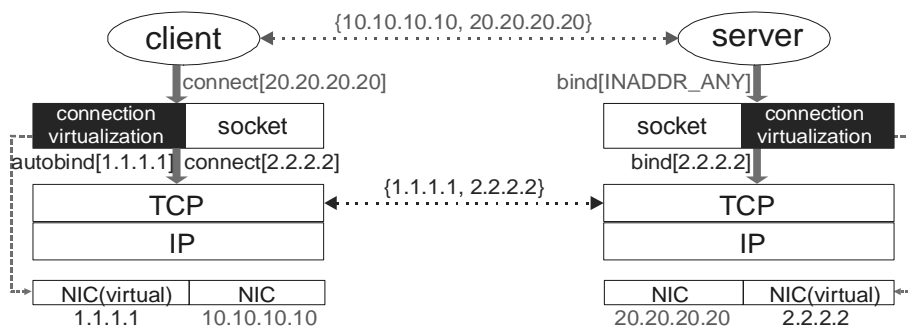 {10.10.10.10, 20.20.20.20}
client
server
connect[20.20.20.20]
bind[INADDR_ANY]
connection virtualization
socket
socket
connection virtualization
autobind[1.1.1.1]
connect[2.2.2.2]
bind[2.2.2.2]
{1.1.1.1, 2.2.2.2}
TCP
TCP
IP
IP
NIC(virtual)
NIC
NIC
NIC(virtual)
1.1.1.1
10.10.10.10
20.20.20.20
2.2.2.2